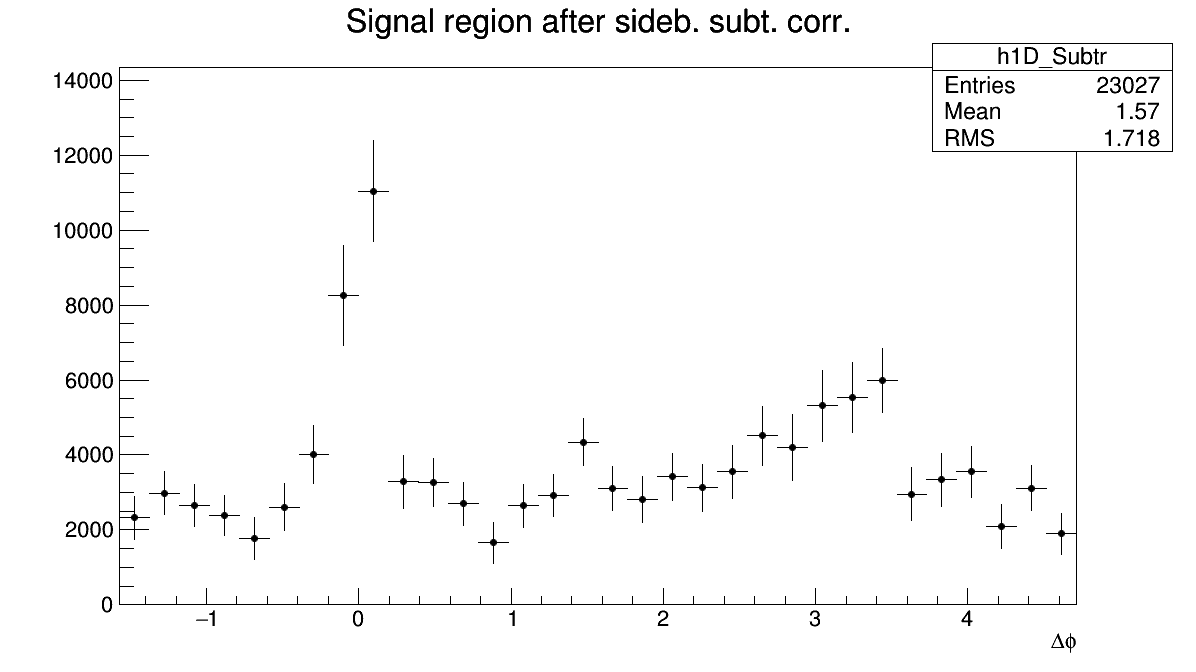 Signal region after sideb. subt. corr.
h1D_Subtr
Entries 23027
Mean 1.57
RMS 1.718
14000
12000
10000
8000
6000
4000
2000
0
−1 0 1 2 3 4
Δϕ